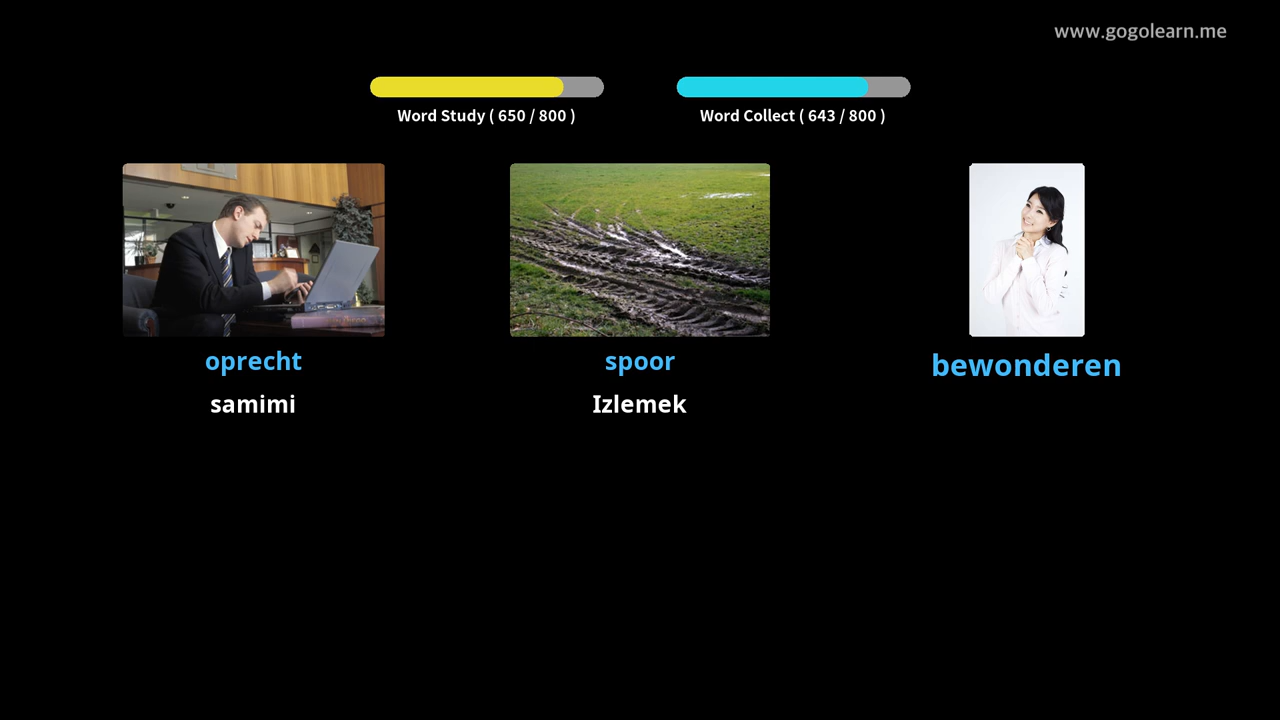 www.gogolearn.me
Word Study ( 650 / 800 )
Word Collect ( 643 / 800 )
oprecht
spoor
bewonderen
samimi
Izlemek